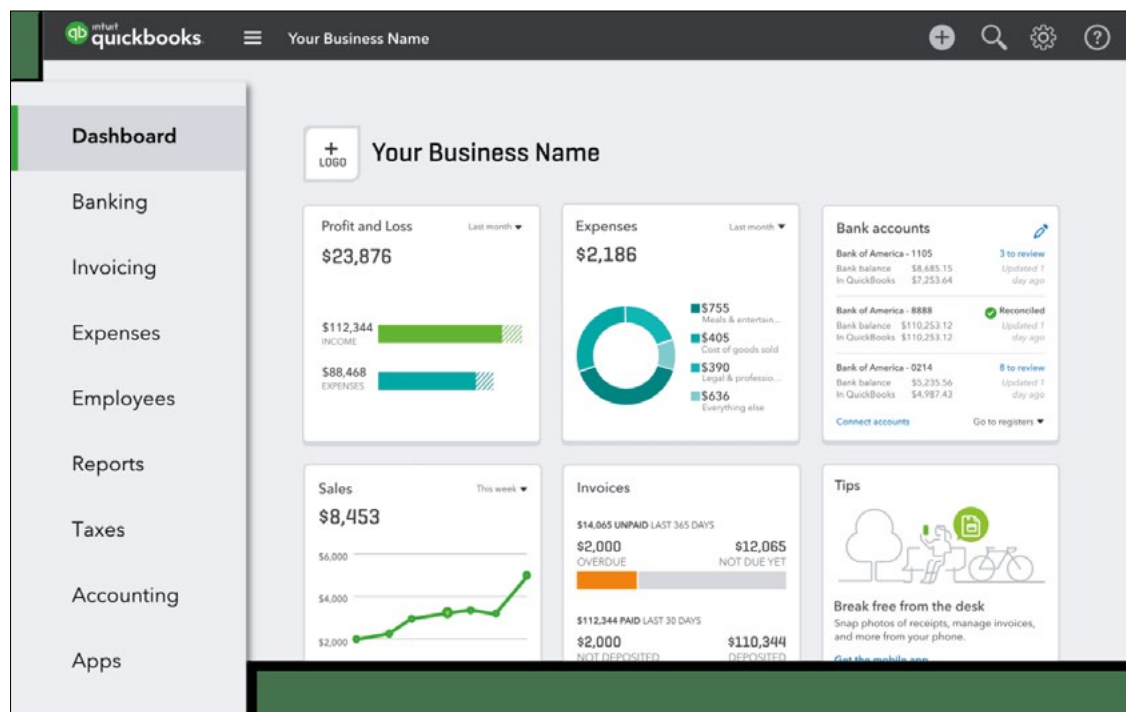 qb intuit quickbooks.
Your Business Name
Dashboard
Banking
Invoicing
Expenses
Employees
Reports
Taxes
Accounting
Apps
+
LOGO
Your Business Name
Profit and Loss
Last month
$23,876
$112,344
INCOME
$88,468
EXPENSES
Expenses
Last month
$2,186
$755
Meals & entertain...
$405
Cost of goods sold
$390
Legal & professio...
$636
Everything else
Bank accounts
Bank of America - 1105 3 to review
Bank balance $8,685.15 Updated 1
In QuickBooks $7,253.64 day ago
Bank of America - 8888 Reconciled
Bank balance $110,253.12 Updated 1
In QuickBooks $110,253.12 day ago
Bank of America - 0214 8 to review
Bank balance $5,235.56 Updated 1
In QuickBooks $4,987.43 day ago
Connect accounts Go to registers
Sales
This week
$8,453
$6,000
$4,000
$2,000
Invoices
$14,065 UNPAID LAST 365 DAYS
$2,000 $12,065
OVERDUE NOT DUE YET
$112,344 PAID LAST 30 DAYS
$2,000 $110,344
NOT DEPOSITED DEPOSITED
Tips
Break free from the desk
Snap photos of receipts, manage invoices,
and more from your phone.
Get the mobile app